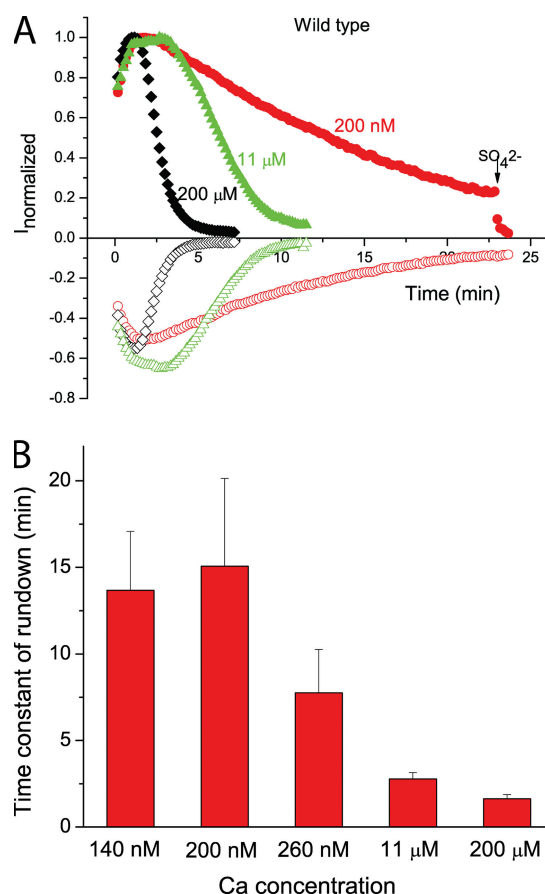 A
Wild type
I normalized
1.0
0.8
0.6
0.4
0.2
0.0
-0.2
-0.4
-0.6
-0.8
0
5
10
15
20
25
Time (min)
200 µM
11 µM
200 nM
SO42-
B
Time constant of rundown (min)
20
15
10
5
0
140 nM 200 nM 260 nM 11 µM 200 µM
Ca concentration